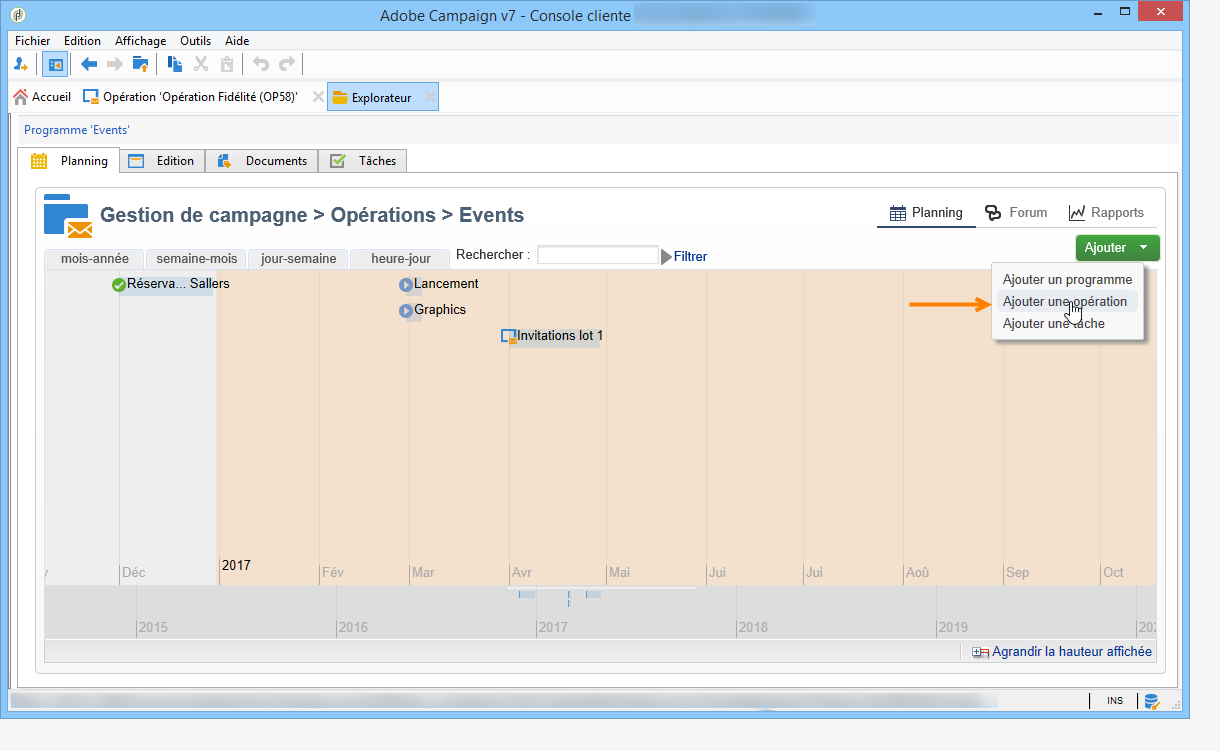 Adobe Campaign v7 - Console cliente
Fichier Edition Affichage Outils Aide
Accueil Opération 'Opération Fidélité (OP58)' Explorateur
Programme 'Events'
Planning Edition Documents Tâches
Gestion de campagne > Opérations > Events
Planning Forum Rapports
Ajouter
mois-année semaine-mois jour-semaine heure-jour Rechercher : Filtrer
Ajouter un programme
Ajouter une opération
Ajouter une tâche
Réserva... Sallers Lancement
Graphics
Invitations lot 1
Déc 2017 Fév Mar Avr Mai Jui Jui Aoû Sep Oct
2015 2016 2017 2018 2019
Agrandir la hauteur affichée
INS